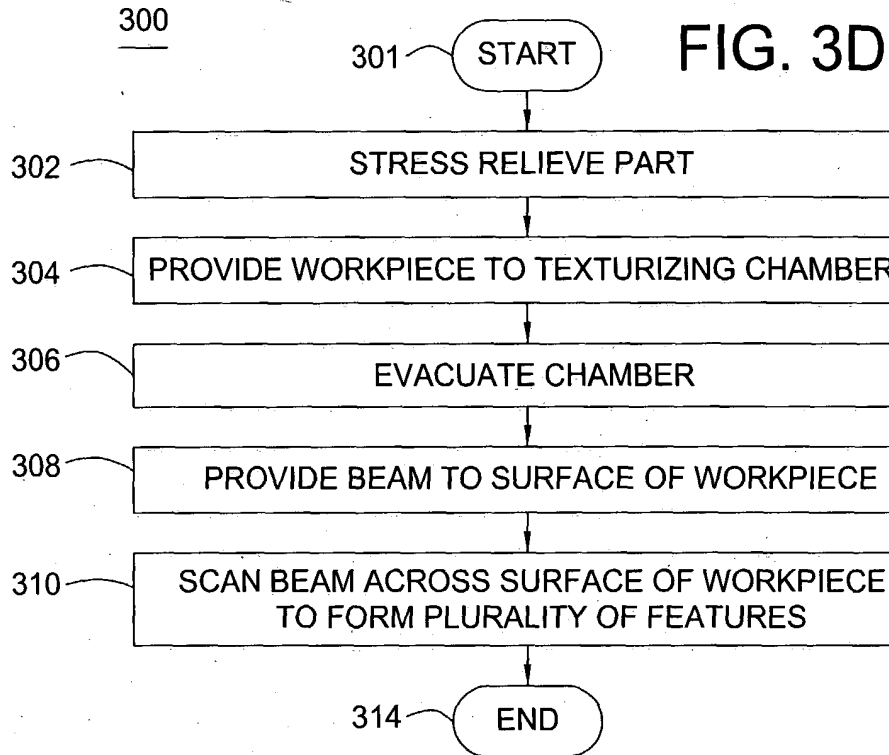 300
301
START
FIG. 3D
302
STRESS RELIEVE PART
304
PROVIDE WORKPIECE TO TEXTURIZING CHAMBER
306
EVACUATE CHAMBER
308
PROVIDE BEAM TO SURFACE OF WORKPIECE
310
SCAN BEAM ACROSS SURFACE OF WORKPIECE
TO FORM PLURALITY OF FEATURES
314
END